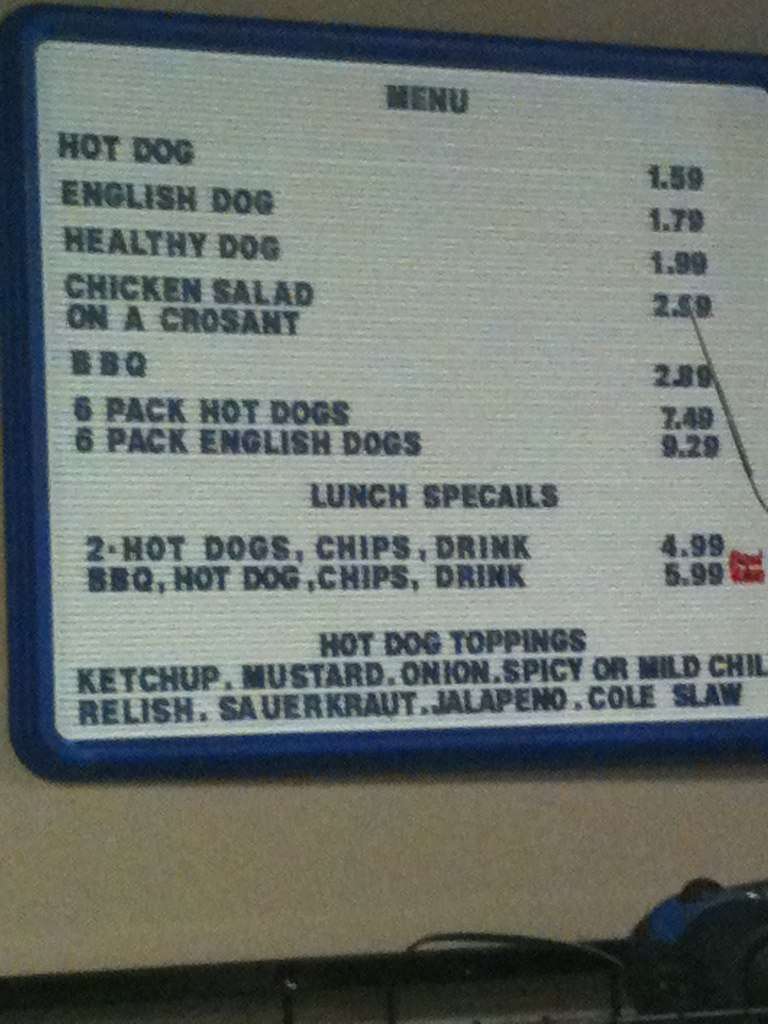 MENU
HOT DOG 1.59
ENGLISH DOG 1.79
HEALTHY DOG 1.99
CHICKEN SALAD 2.59
ON A CROSANT
BBQ 2.89
6 PACK HOT DOGS 7.49
6 PACK ENGLISH DOGS 9.29
LUNCH SPECAILS
2-HOT DOGS, CHIPS, DRINK 4.99
BBQ, HOT DOG, CHIPS, DRINK 5.99
HOT DOG TOPPINGS
KETCHUP. MUSTARD. ONION. SPICY OR MILD CHIL
RELISH. SAUERKRAUT. JALAPENO. COLE SLAW